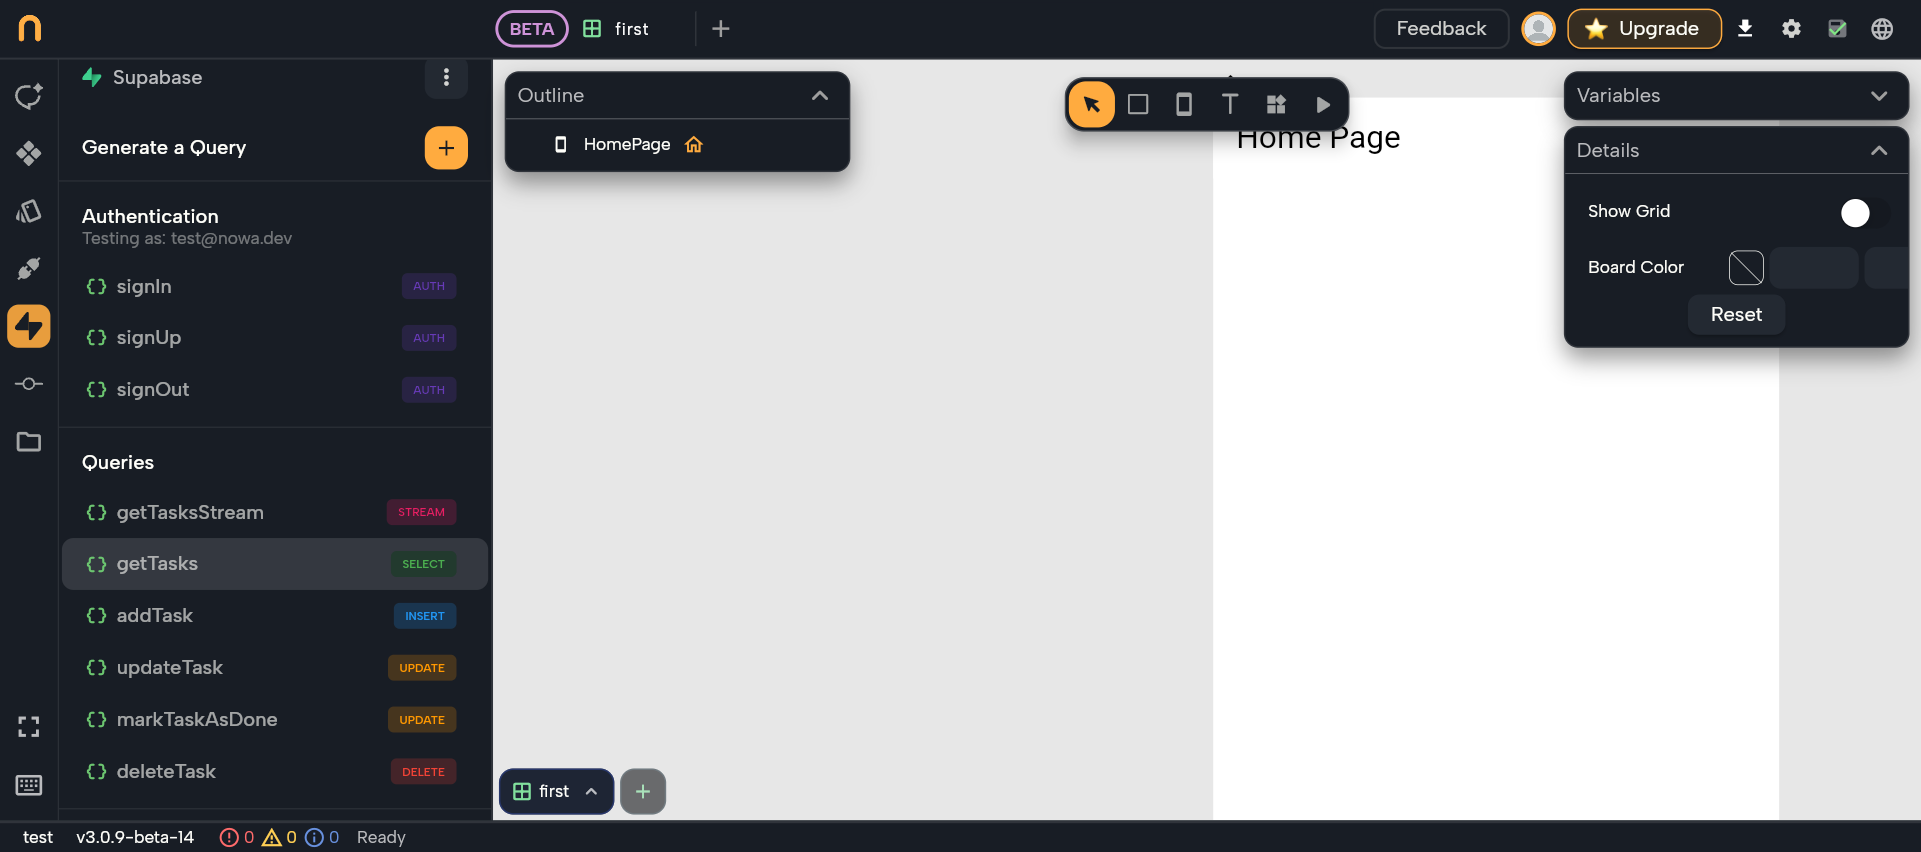 BETA
first
Feedback
Upgrade
Supabase
Generate a Query
Authentication
Testing as: test@nowa.dev
signIn
AUTH
signUp
AUTH
signOut
AUTH
Queries
getTasksStream
STREAM
getTasks
SELECT
addTask
INSERT
updateTask
UPDATE
markTaskAsDone
UPDATE
deleteTask
DELETE
Outline
HomePage
Home Page
Variables
Details
Show Grid
Board Color
Reset
first
test
v3.0.9-beta-14
0
0
0
Ready